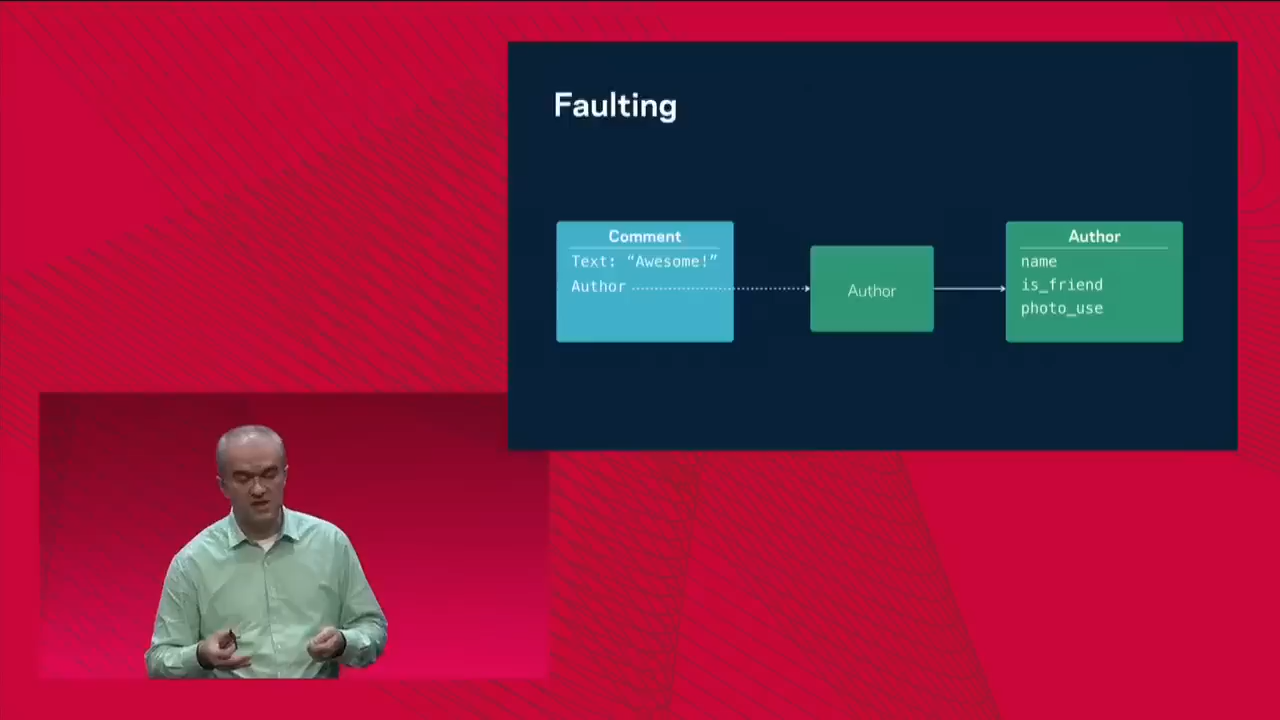 Faulting
Comment
Text: “Awesome!”
Author
Author
Author
name
is_friend
photo_use